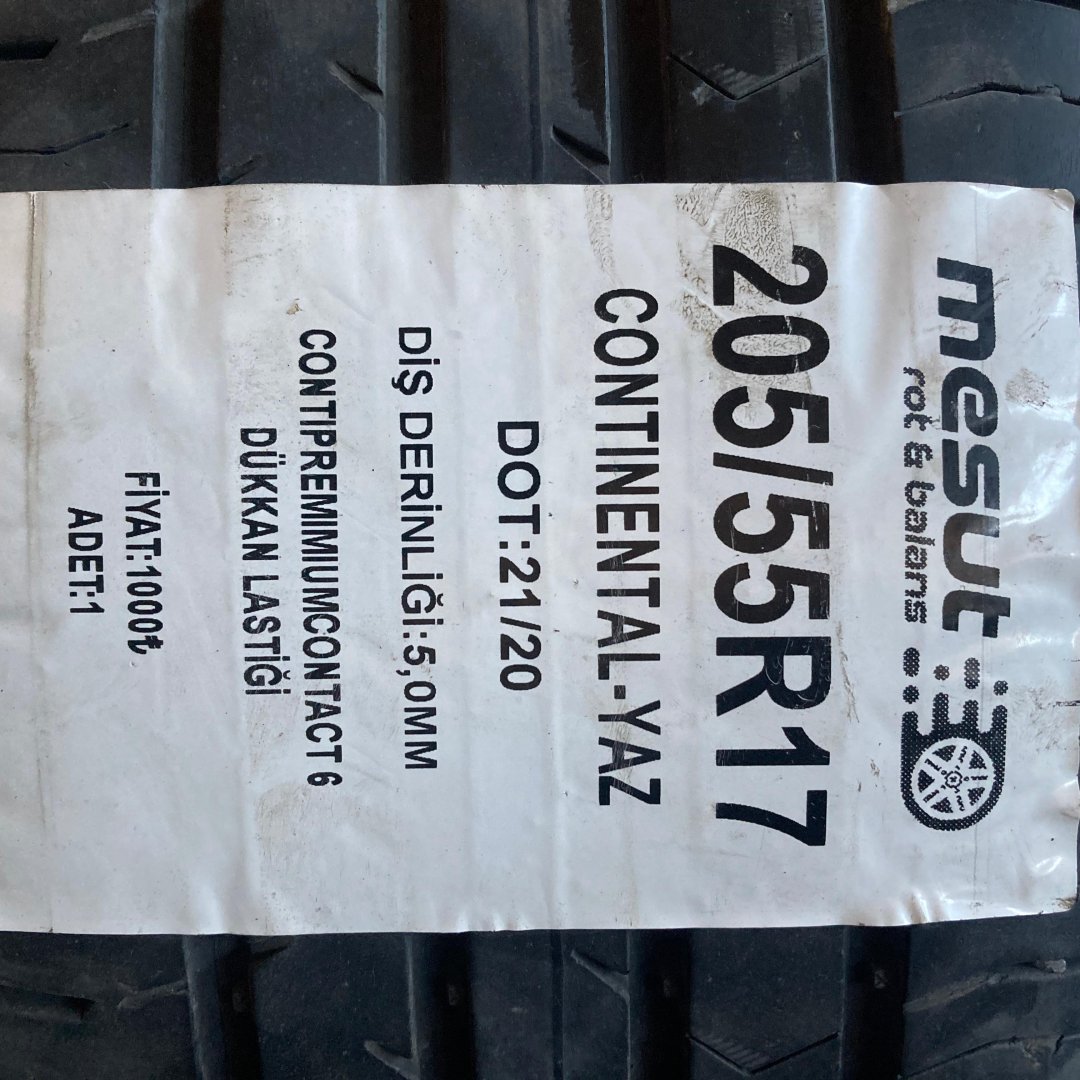 mesut
rot & balans
205/55R17
CONTINENTAL-YAZ
DOT:21/20
DİŞ DERİNLİĞİ:5,0MM
CONTIPREMIMIUMCONTACT 6
DÜKKAN LASTİĞİ
FİYAT:1000₺
ADET:1